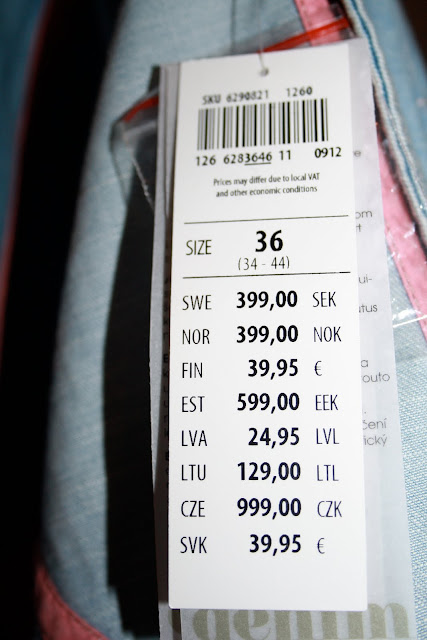 SKU 6290821 1260
126 6283646 11 0912
Prices may differ due to local VAT
and other economic conditions
SIZE 36
(34 - 44)
SWE 399,00 SEK
NOR 399,00 NOK
FIN 39,95 €
EST 599,00 EEK
LVA 24,95 LVL
LTU 129,00 LTL
CZE 999,00 CZK
SVK 39,95 €
denim